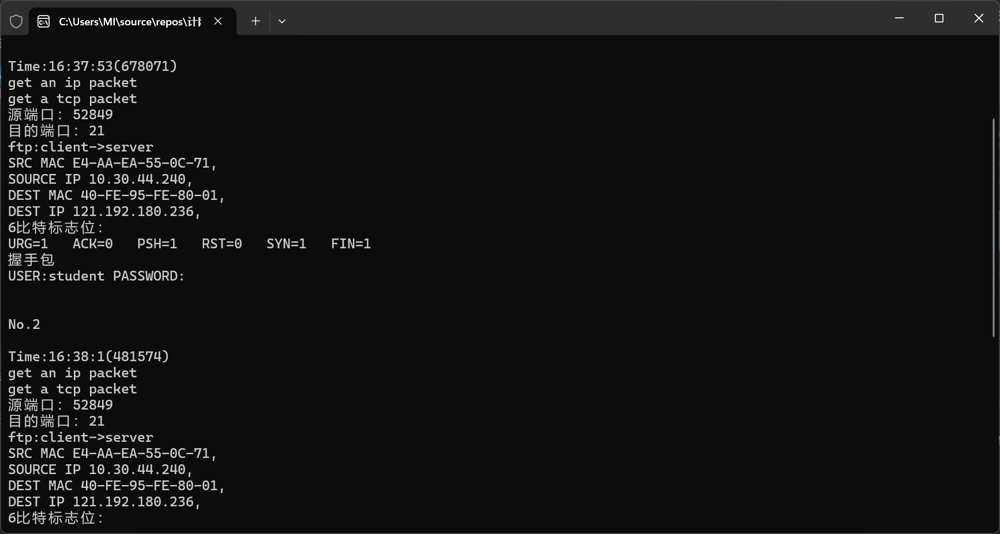 C:\Users\MI\source\repos\计
Time:16:37:53(678071)
get an ip packet
get a tcp packet
源端口: 52849
目的端口: 21
ftp:client->server
SRC MAC E4-AA-EA-55-0C-71,
SOURCE IP 10.30.44.240,
DEST MAC 40-FE-95-FE-80-01,
DEST IP 121.192.180.236,
6比特标志位:
URG=1   ACK=0   PSH=1   RST=0   SYN=1   FIN=1
握手包
USER:student PASSWORD:
No.2
Time:16:38:1(481574)
get an ip packet
get a tcp packet
源端口: 52849
目的端口: 21
ftp:client->server
SRC MAC E4-AA-EA-55-0C-71,
SOURCE IP 10.30.44.240,
DEST MAC 40-FE-95-FE-80-01,
DEST IP 121.192.180.236,
6比特标志位: